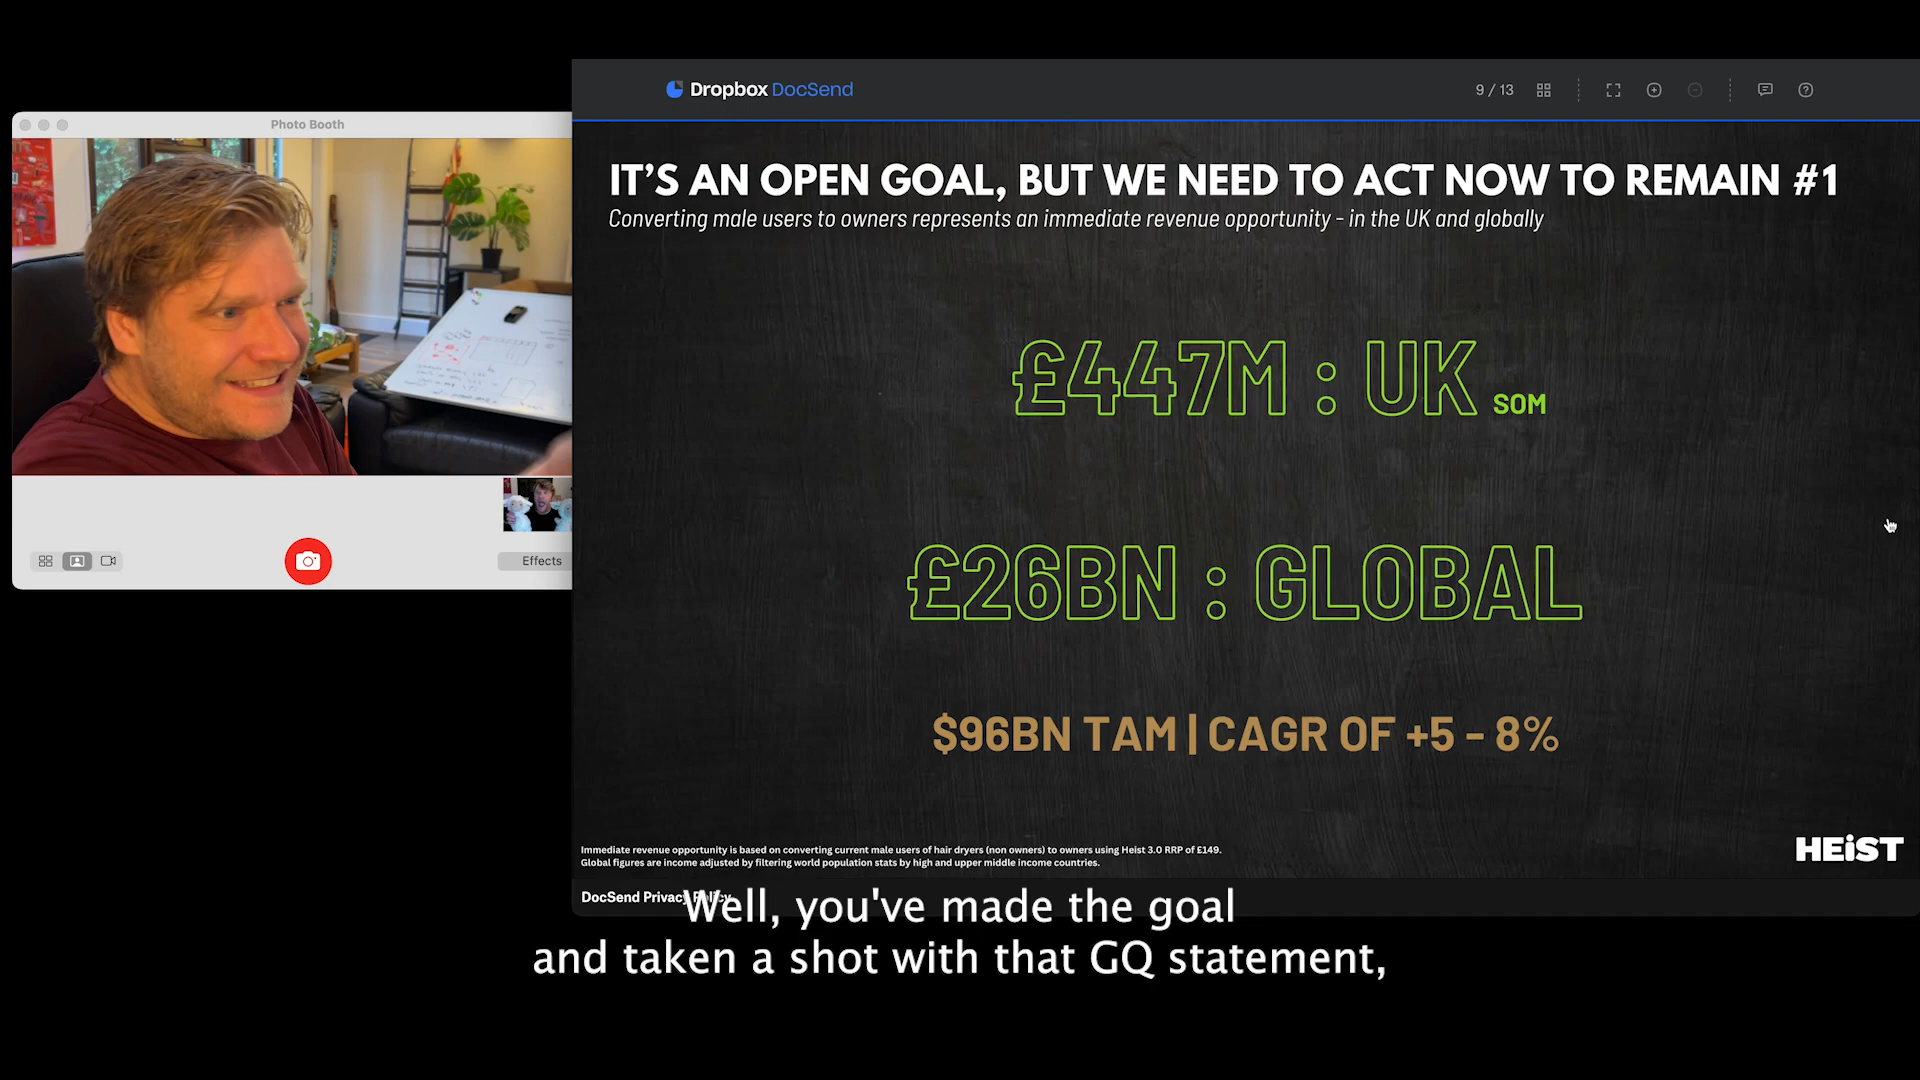 Dropbox DocSend
9 / 13
Photo Booth
IT'S AN OPEN GOAL, BUT WE NEED TO ACT NOW TO REMAIN #1
Converting male users to owners represents an immediate revenue opportunity - in the UK and globally
£447M : UK SOM
£26BN : GLOBAL
$96BN TAM | CAGR OF +5 - 8%
Effects
Immediate revenue opportunity is based on converting current male users of hair dryers (non owners) to owners using Heist 3.0 RRP of £149.
Global figures are income adjusted by filtering world population stats by high and upper middle income countries.
HEiST
DocSend Privacy Policy
Well, you've made the goal
and taken a shot with that GQ statement,